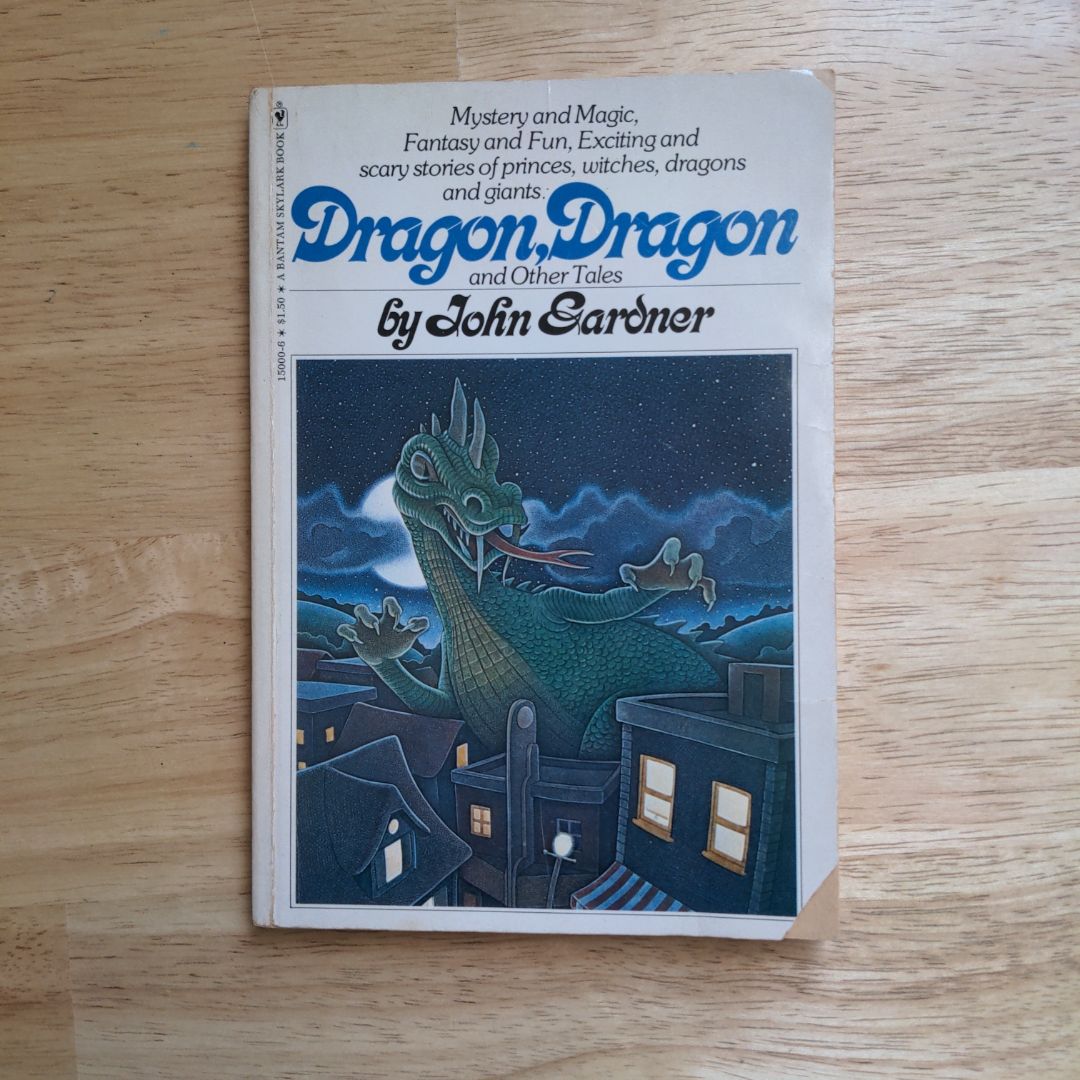 Mystery and Magic,
Fantasy and Fun, Exciting and
scary stories of princes, witches, dragons
and giants.
Dragon, Dragon
and Other Tales
by John Gardner
15000-6 * $1.50 * A BANTAM SKYLARK BOOK